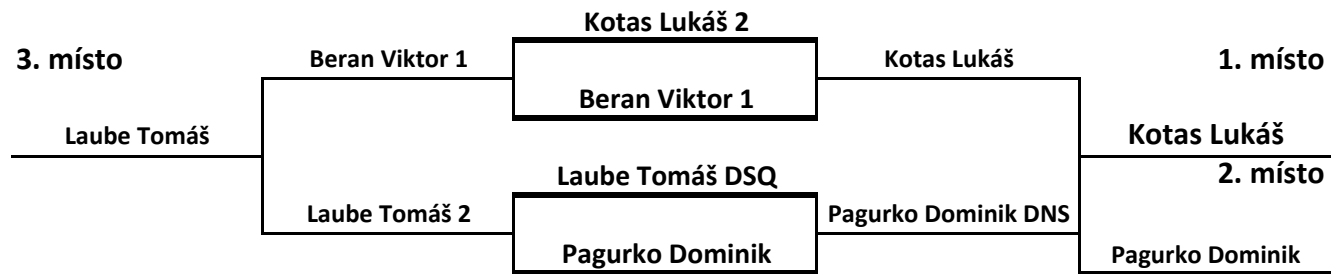 Kotas Lukáš 2
3. místo
Beran Viktor 1
Kotas Lukáš
1. místo
Beran Viktor 1
Laube Tomáš
Kotas Lukáš
Laube Tomáš DSQ
2. místo
Laube Tomáš 2
Pagurko Dominik DNS
Pagurko Dominik
Pagurko Dominik